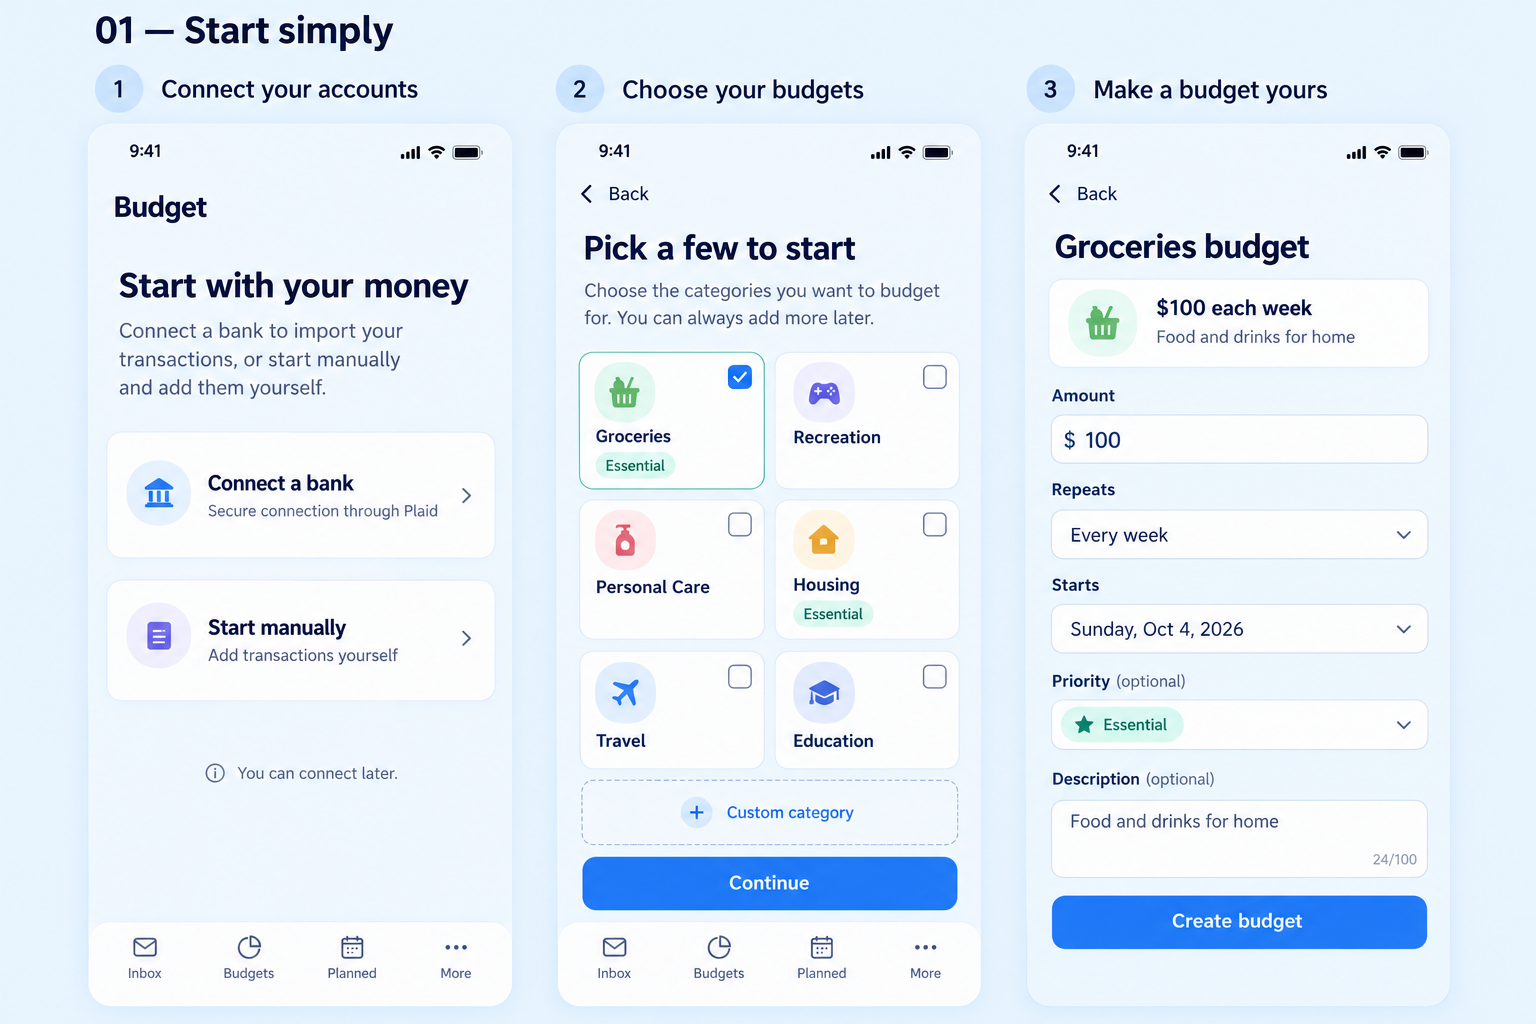 01 — Start simply
1 Connect your accounts
9:41
Budget
Start with your money
Connect a bank to import your
transactions, or start manually
and add them yourself.
Connect a bank
Secure connection through Plaid
Start manually
Add transactions yourself
You can connect later.
Inbox
Budgets
Planned
More
2 Choose your budgets
9:41
Back
Pick a few to start
Choose the categories you want to budget
for. You can always add more later.
Groceries
Essential
Recreation
Personal Care
Housing
Essential
Travel
Education
Custom category
Continue
Inbox
Budgets
Planned
More
3 Make a budget yours
9:41
Back
Groceries budget
$100 each week
Food and drinks for home
Amount
$ 100
Repeats
Every week
Starts
Sunday, Oct 4, 2026
Priority (optional)
Essential
Description (optional)
Food and drinks for home
24/100
Create budget